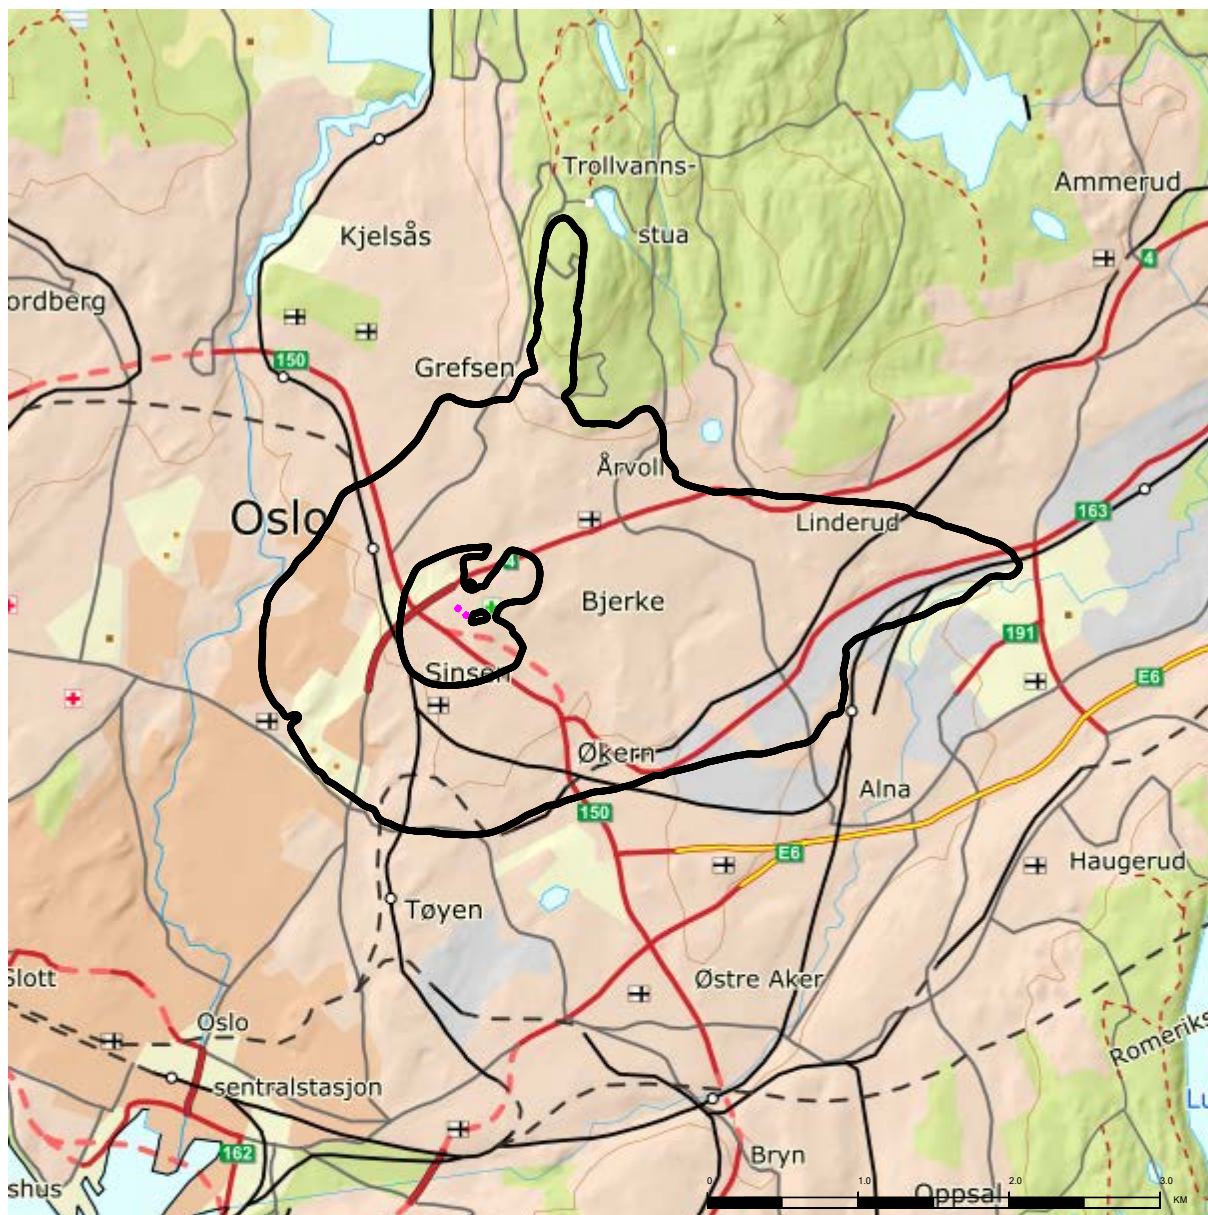 Trollvanns-
stua
Ammerud
Kjelsås
4
ordberg
150
Grefsen
Årvoll
Oslo
Linderud
163
4
Bjerke
191
Sinsen
E6
Økern
Alna
150
E6
Haugerud
Tøyen
Slott
Østre Aker
Oslo
sentralstasjon
Romeriks
Lu
162
Bryn
shus
Oppsal
0 1.0 2.0 3.0
KM